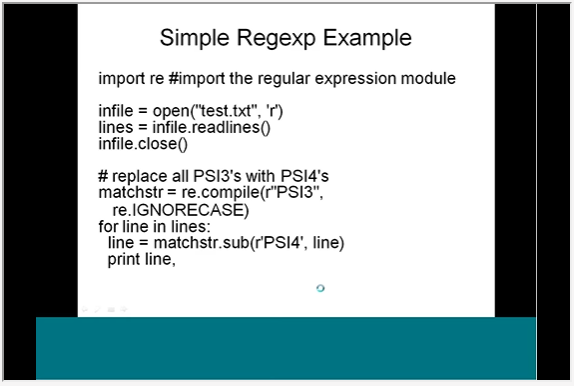 Simple Regexp Example
import re #import the regular expression module
infile = open("test.txt", 'r')
lines = infile.readlines()
infile.close()
# replace all PSI3's with PSI4's
matchstr = re.compile(r"PSI3",
re.IGNORECASE)
for line in lines:
line = matchstr.sub(r'PSI4', line)
print line,